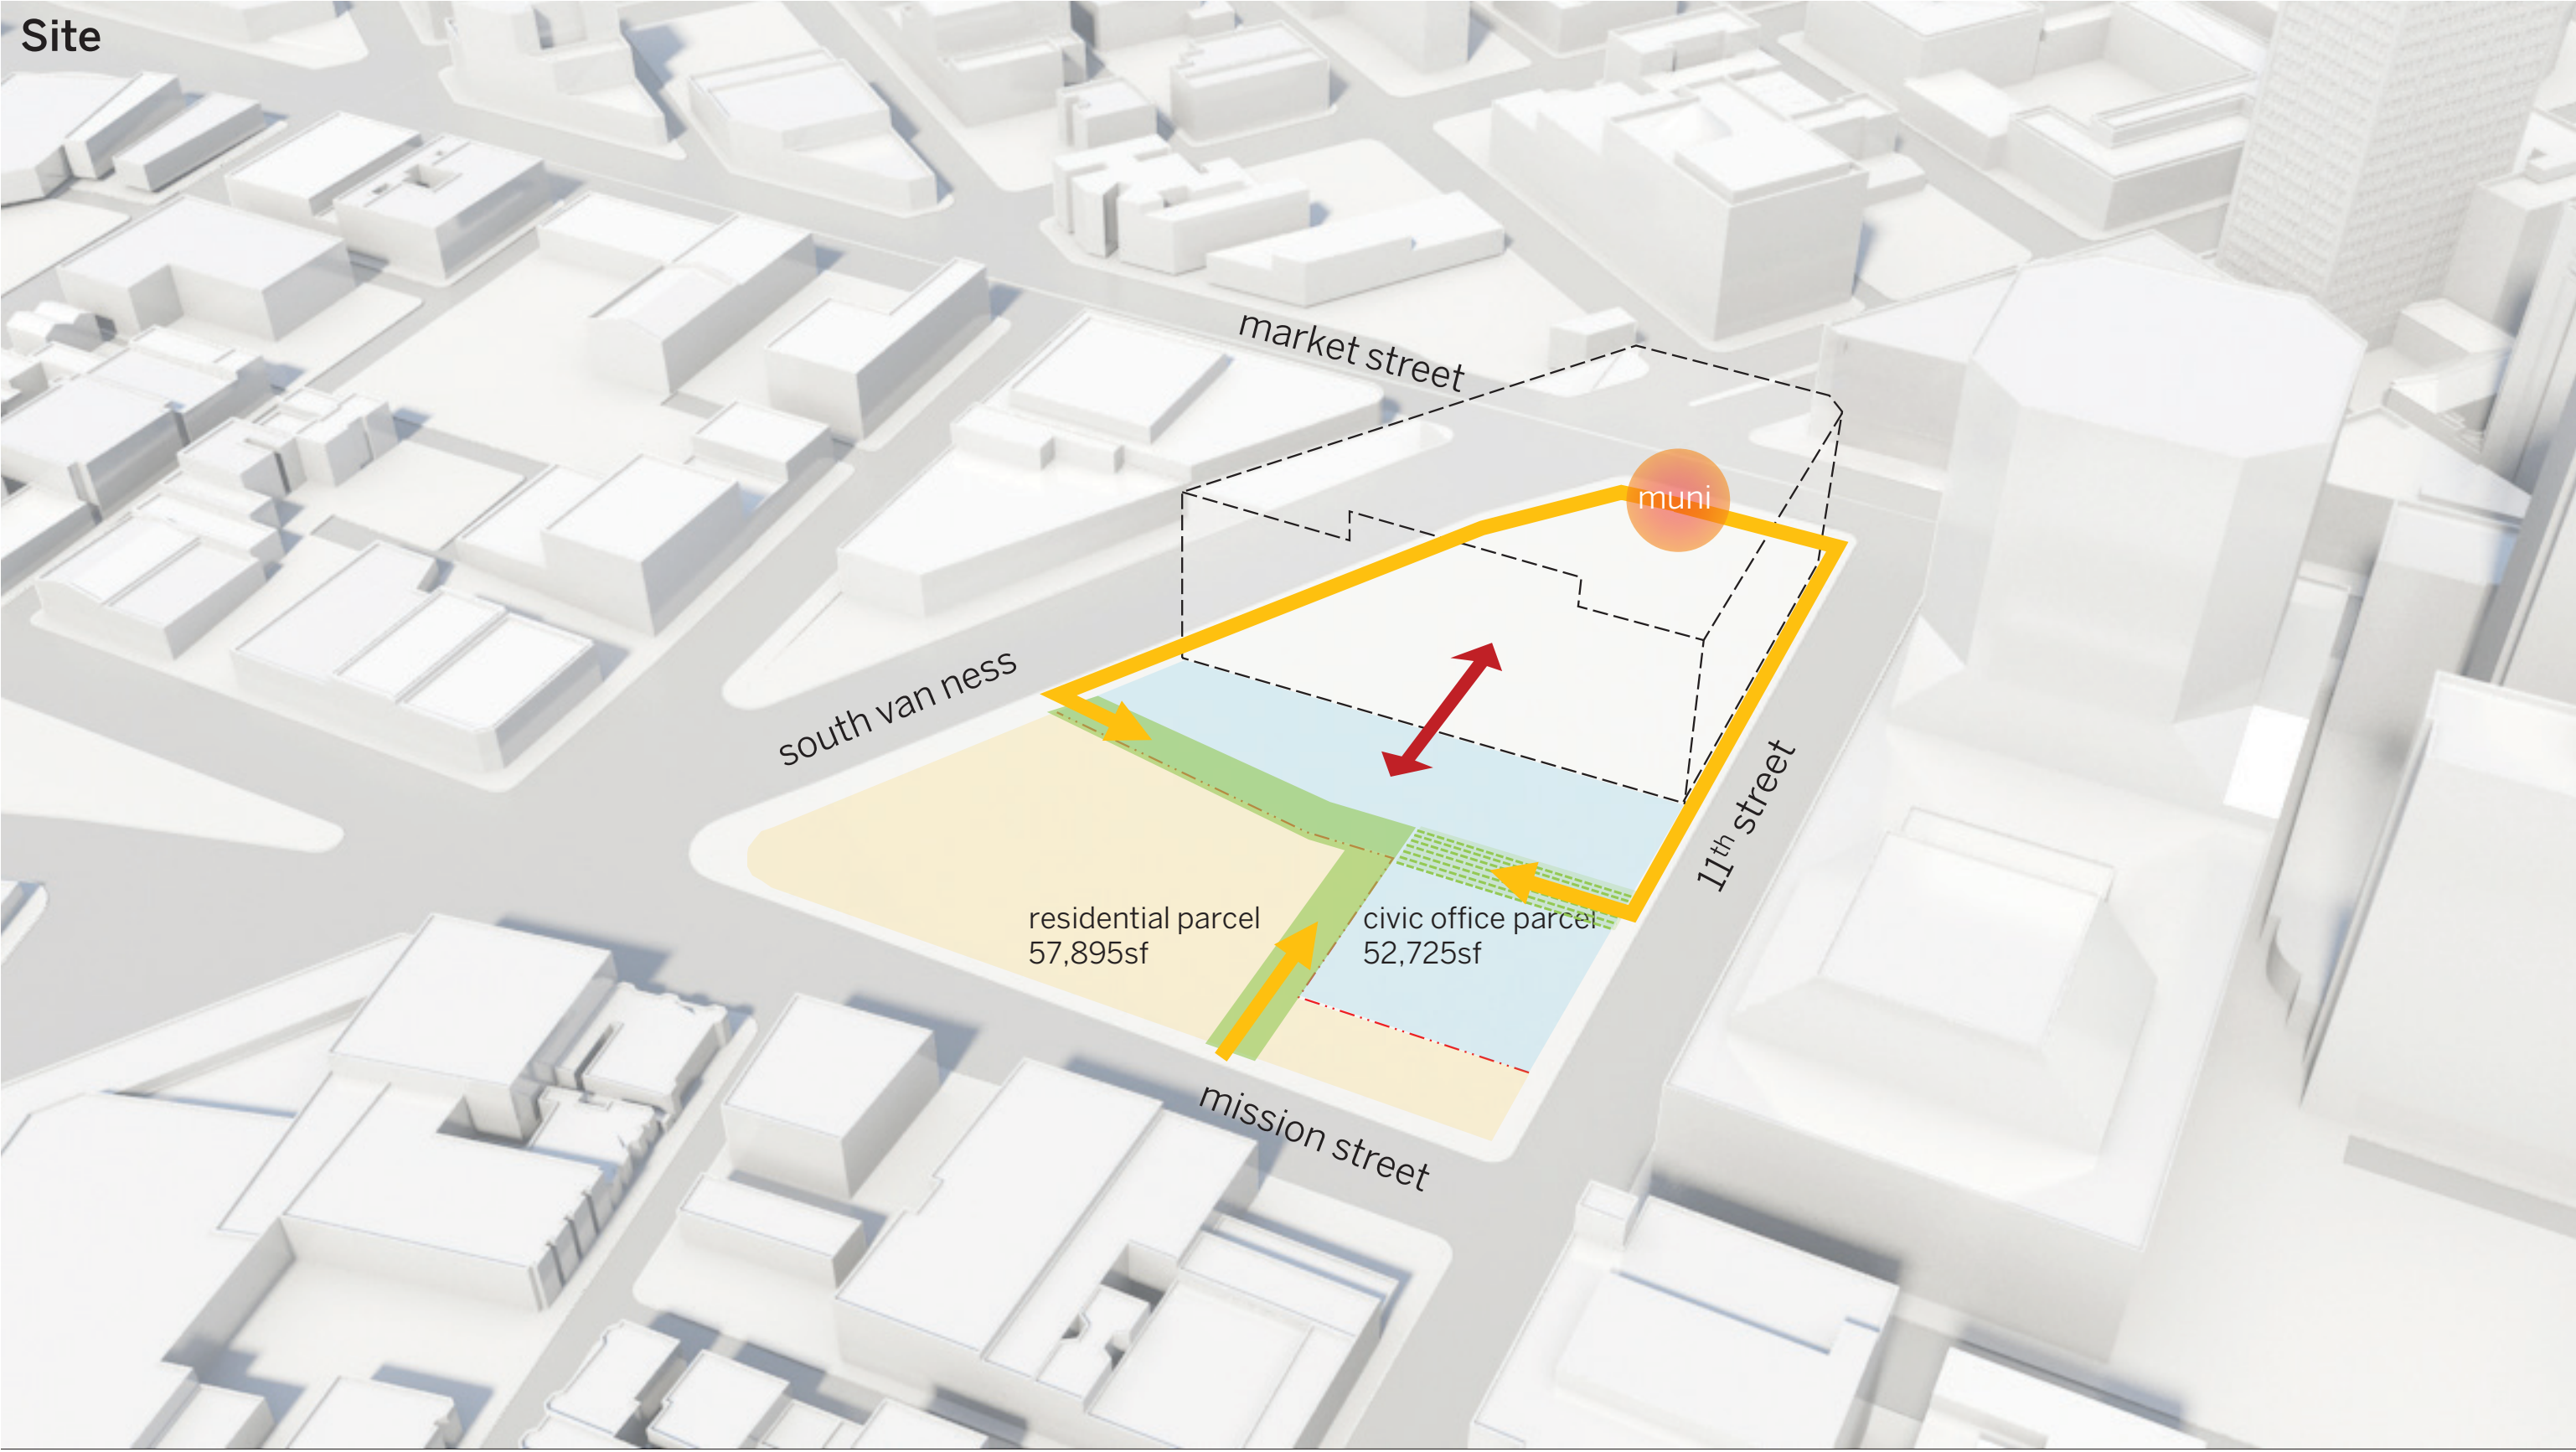 Site
market street
muni
south van ness
11th street
residential parcel
57,895sf
civic office parcel
52,725sf
mission street